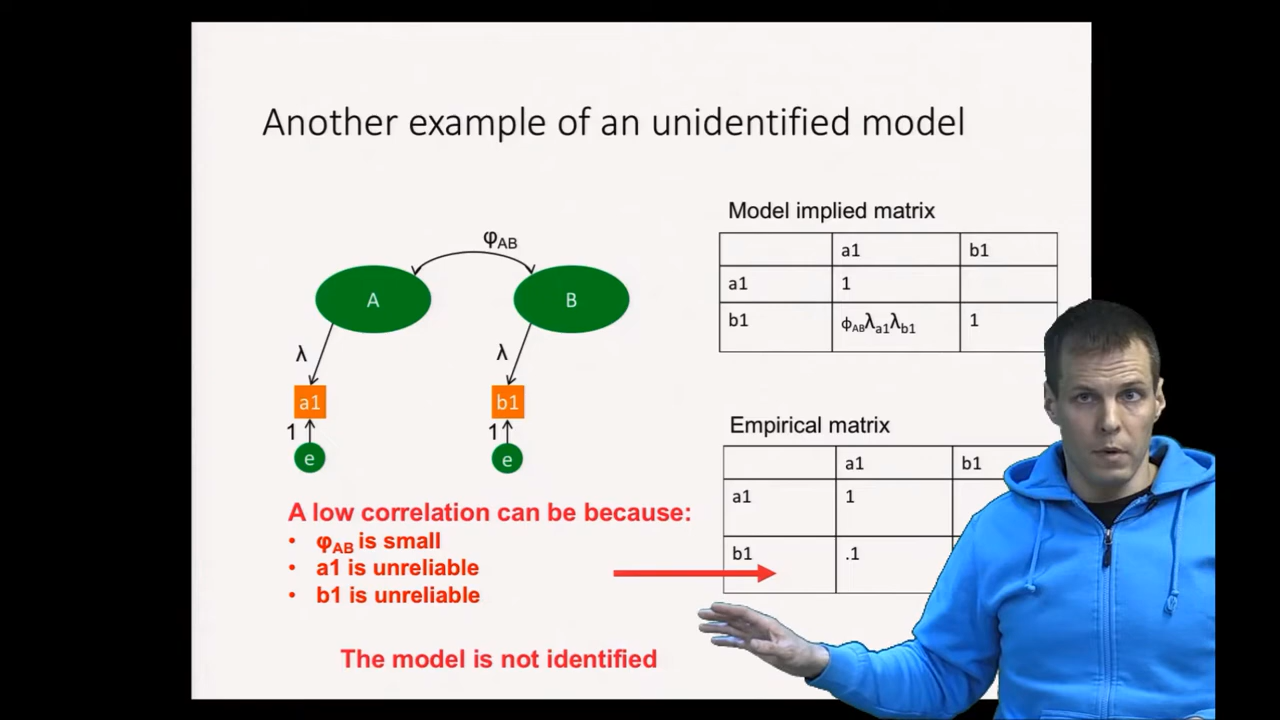 Another example of an unidentified model
φAB
A
B
λ
λ
a1
b1
1
1
e
e
A low correlation can be because:
• φAB is small
• a1 is unreliable
• b1 is unreliable
The model is not identified
Model implied matrix
a1 b1
a1 1
b1 ϕABλa1λb1 1
Empirical matrix
a1 b1
a1 1
b1 .1